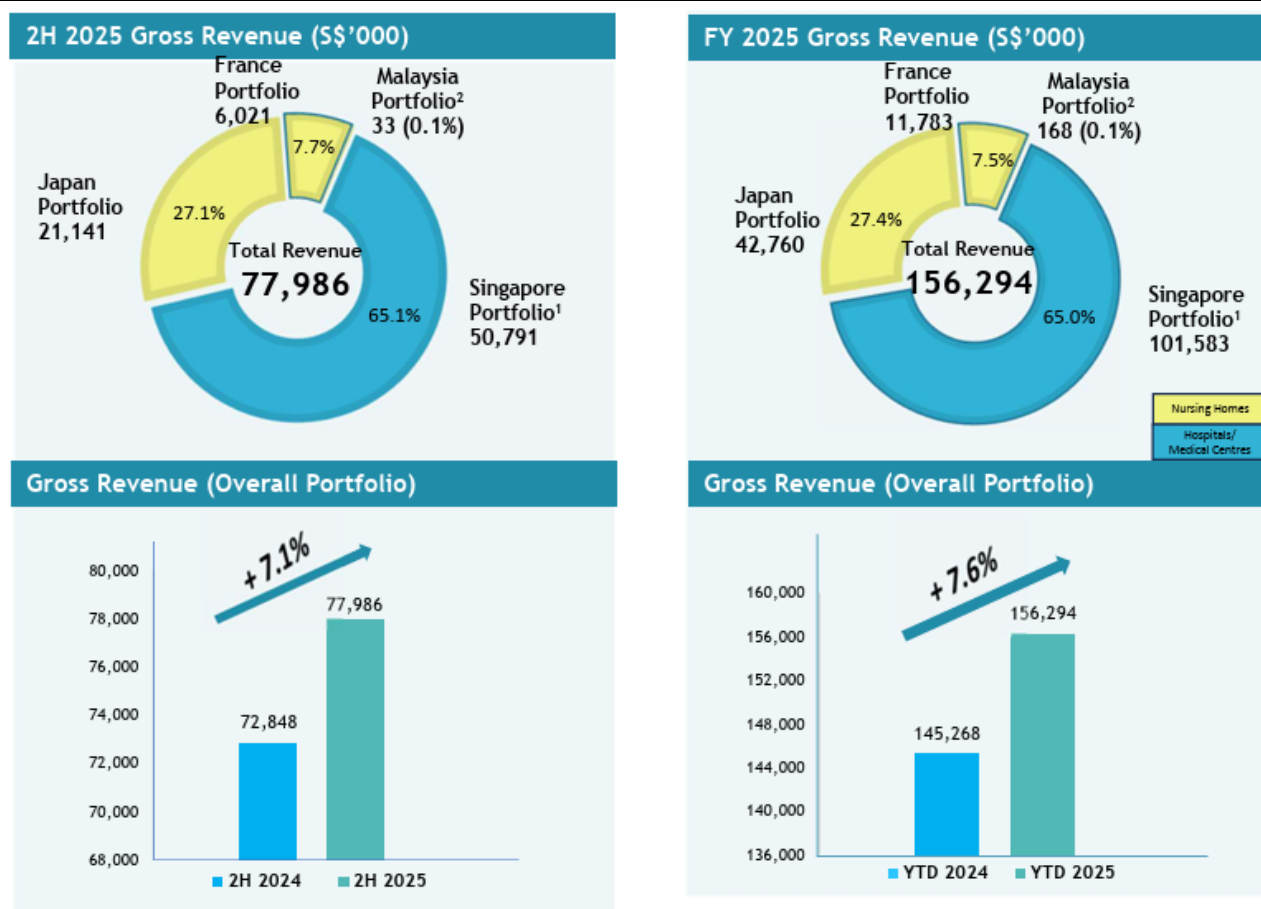 2H 2025 Gross Revenue (S$’000)
France
Portfolio
6,021
Malaysia
Portfolio²
33 (0.1%)
7.7%
Japan
Portfolio
21,141
27.1%
Total Revenue
77,986
Singapore
Portfolio¹
50,791
65.1%
FY 2025 Gross Revenue (S$’000)
France
Portfolio
11,783
Malaysia
Portfolio²
168 (0.1%)
7.5%
Japan
Portfolio
42,760
27.4%
Total Revenue
156,294
Singapore
Portfolio¹
101,583
65.0%
Nursing Homes
Hospitals/
Medical Centres
Gross Revenue (Overall Portfolio)
+ 7.1%
80,000
78,000
76,000
74,000
72,000
70,000
68,000
72,848
77,986
2H 2024
2H 2025
Gross Revenue (Overall Portfolio)
+ 7.6%
160,000
156,000
152,000
148,000
144,000
140,000
136,000
145,268
156,294
YTD 2024
YTD 2025